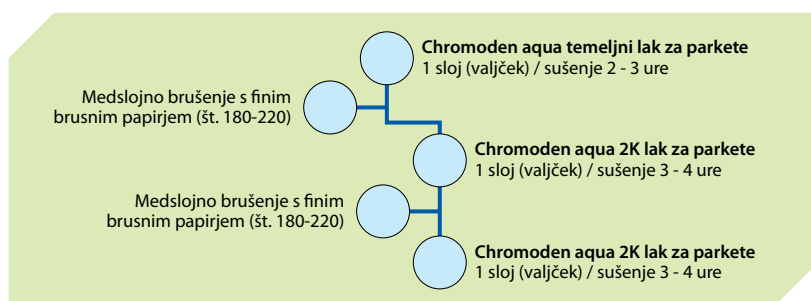 Chromoden aqua temeljni lak za parkete
1 sloj (valjček) / sušenje 2 - 3 ure
Medslojno brušenje s finim
brusnim papirjem (št. 180-220)
Chromoden aqua 2K lak za parkete
1 sloj (valjček) / sušenje 3 - 4 ure
Medslojno brušenje s finim
brusnim papirjem (št. 180-220)
Chromoden aqua 2K lak za parkete
1 sloj (valjček) / sušenje 3 - 4 ure